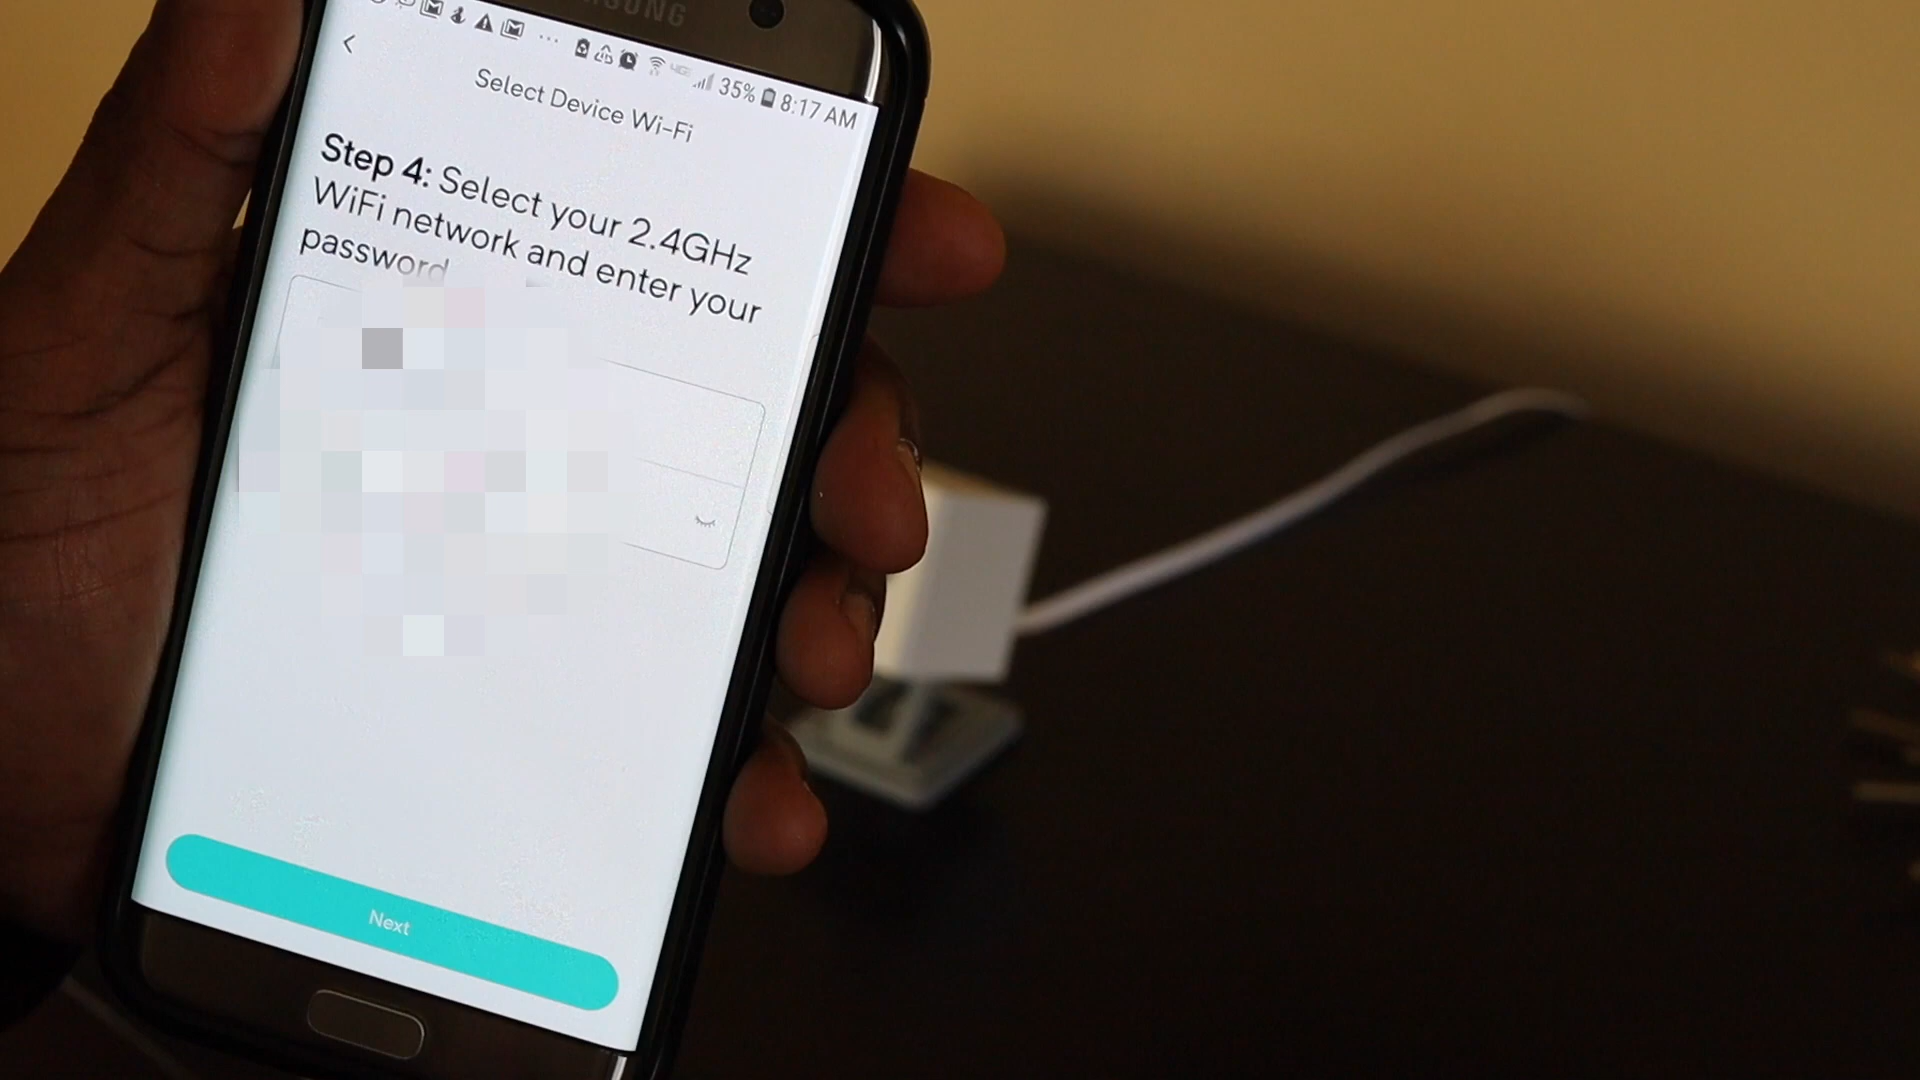 SUNG
35% 8:17 AM
Select Device Wi-Fi
Step 4: Select your 2.4GHz
WiFi network and enter your
password
Next